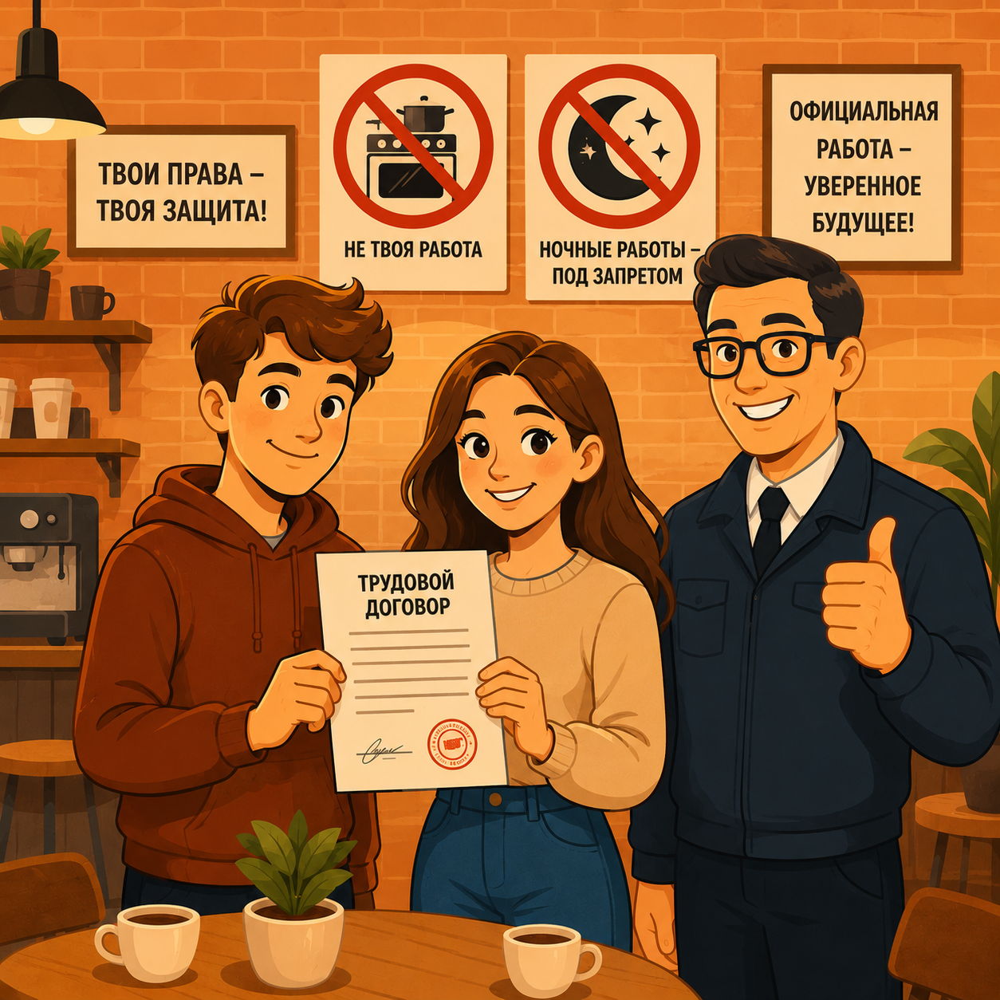 ТВОИ ПРАВА –
ТВОЯ ЗАЩИТА!
НЕ ТВОЯ РАБОТА
НОЧНЫЕ РАБОТЫ –
ПОД ЗАПРЕТОМ
ОФИЦИАЛЬНАЯ
РАБОТА –
УВЕРЕННОЕ
БУДУЩЕЕ!
ТРУДОВОЙ
ДОГОВОР